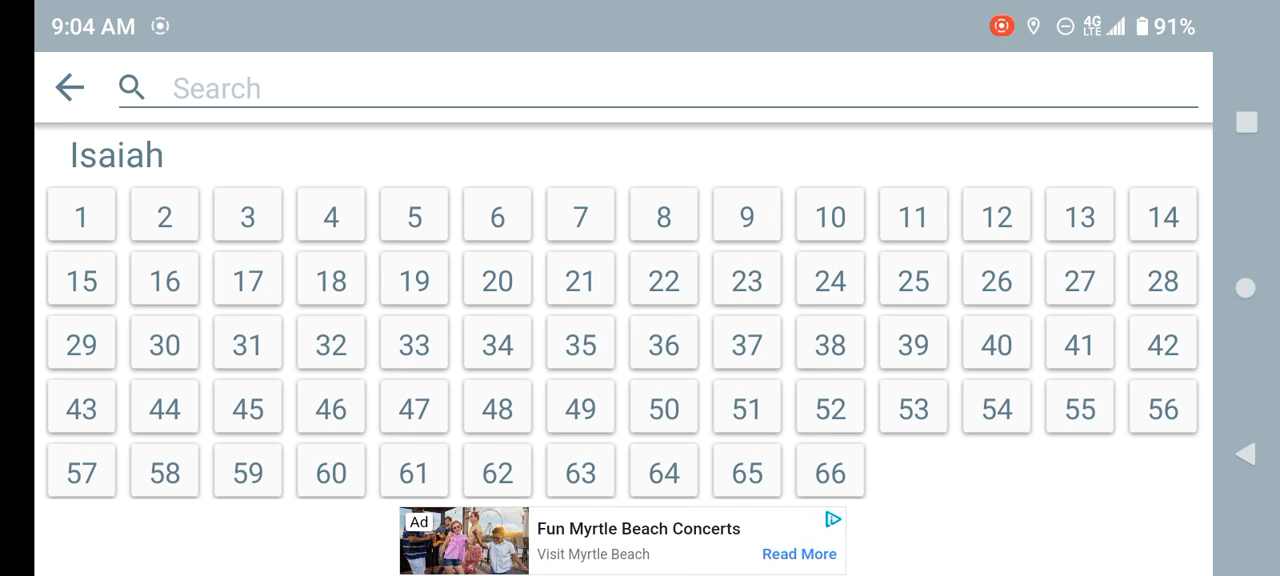 9:04 AM 4G LTE 91%
Search
Isaiah
1 2 3 4 5 6 7 8 9 10 11 12 13 14
15 16 17 18 19 20 21 22 23 24 25 26 27 28
29 30 31 32 33 34 35 36 37 38 39 40 41 42
43 44 45 46 47 48 49 50 51 52 53 54 55 56
57 58 59 60 61 62 63 64 65 66
Ad Fun Myrtle Beach Concerts
Visit Myrtle Beach Read More